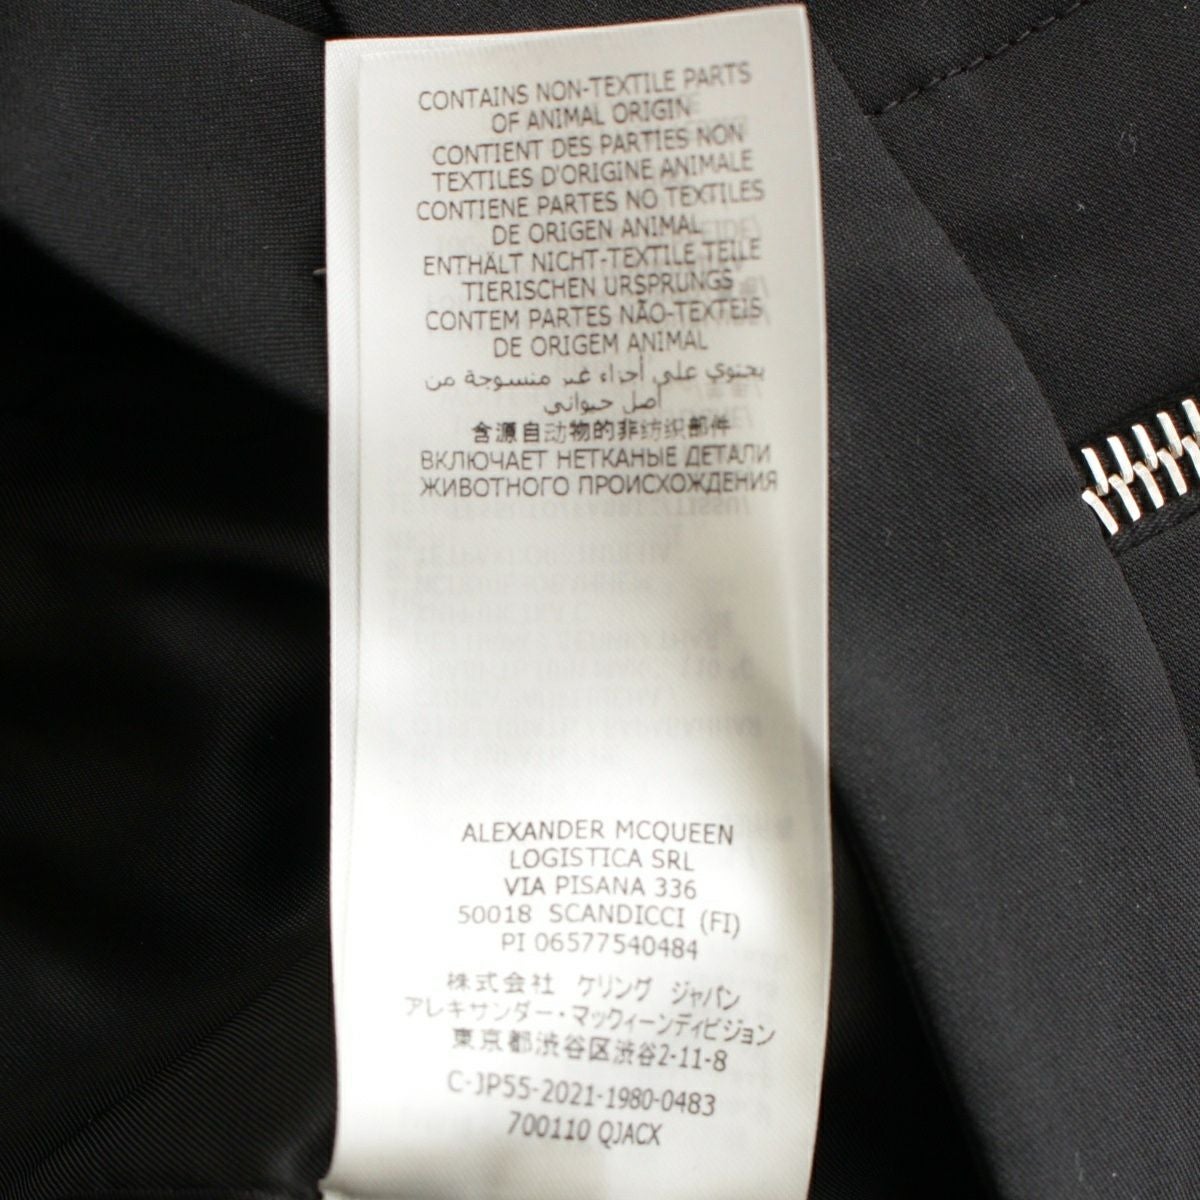 CONTAINS NON-TEXTILE PARTS
OF ANIMAL ORIGIN
CONTIENT DES PARTIES NON
TEXTILES D'ORIGINE ANIMALE
CONTIENE PARTES NO TEXTILES
DE ORIGEN ANIMAL
ENTHÄLT NICHT-TEXTILE TEILE
TIERISCHEN URSPRUNGS
CONTEM PARTES NÃO-TEXTEIS
DE ORIGEM ANIMAL
يحتوي على أجزاء غير منسوجة من
أصل حيواني
含源自动物的非纺织部件
ВКЛЮЧАЕТ НЕТКАНЫЕ ДЕТАЛИ
ЖИВОТНОГО ПРОИСХОЖДЕНИЯ
ALEXANDER MCQUEEN
LOGISTICA SRL
VIA PISANA 336
50018 SCANDICCI (FI)
PI 06577540484
株式会社 ケリング ジャパン
アレキサンダー・マックィーンディビジョン
東京都渋谷区渋谷2-11-8
C-JP55-2021-1980-0483
700110 QJACX